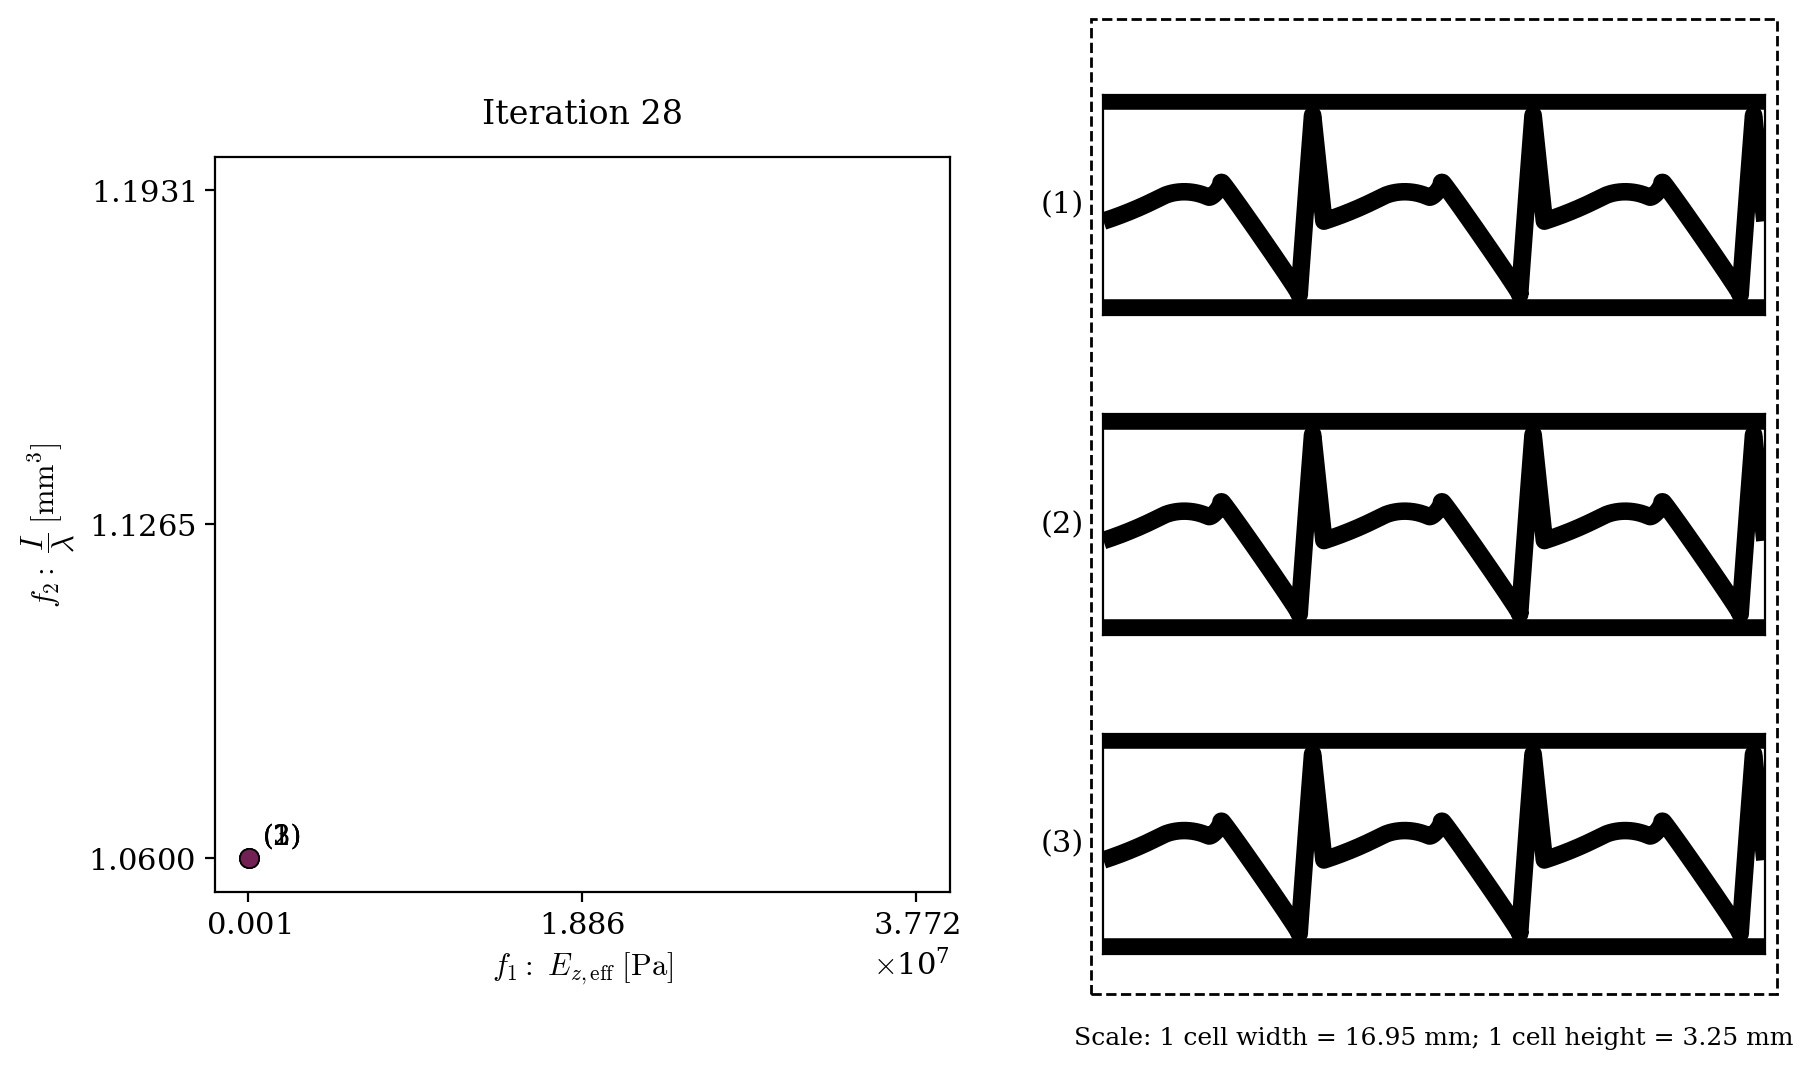 Iteration 28
1.1931
1.1265
1.0600
f₂ : I/λ [mm³]
0.001
1.886
3.772
×10⁷
f₁ : E_z,eff [Pa]
(1)
(2)
(3)
Scale: 1 cell width = 16.95 mm; 1 cell height = 3.25 mm